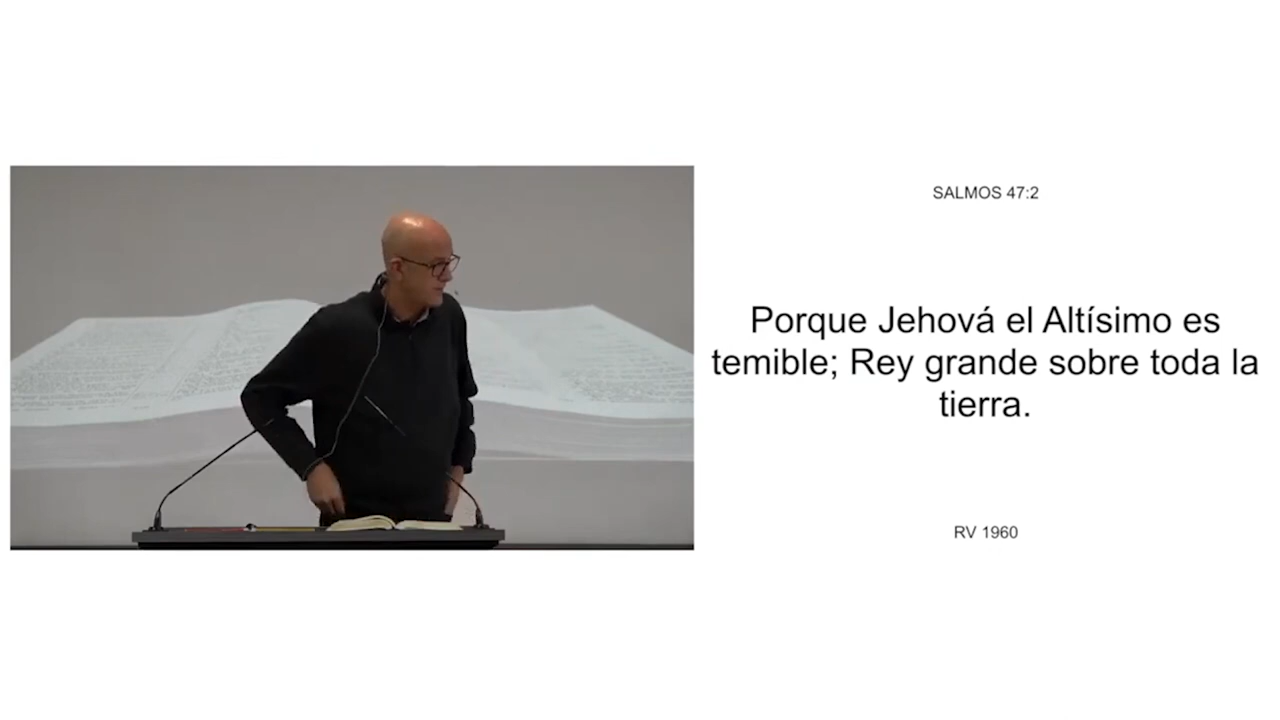 SALMOS 47:2
Porque Jehová el Altísimo es
temible; Rey grande sobre toda la
tierra.
RV 1960